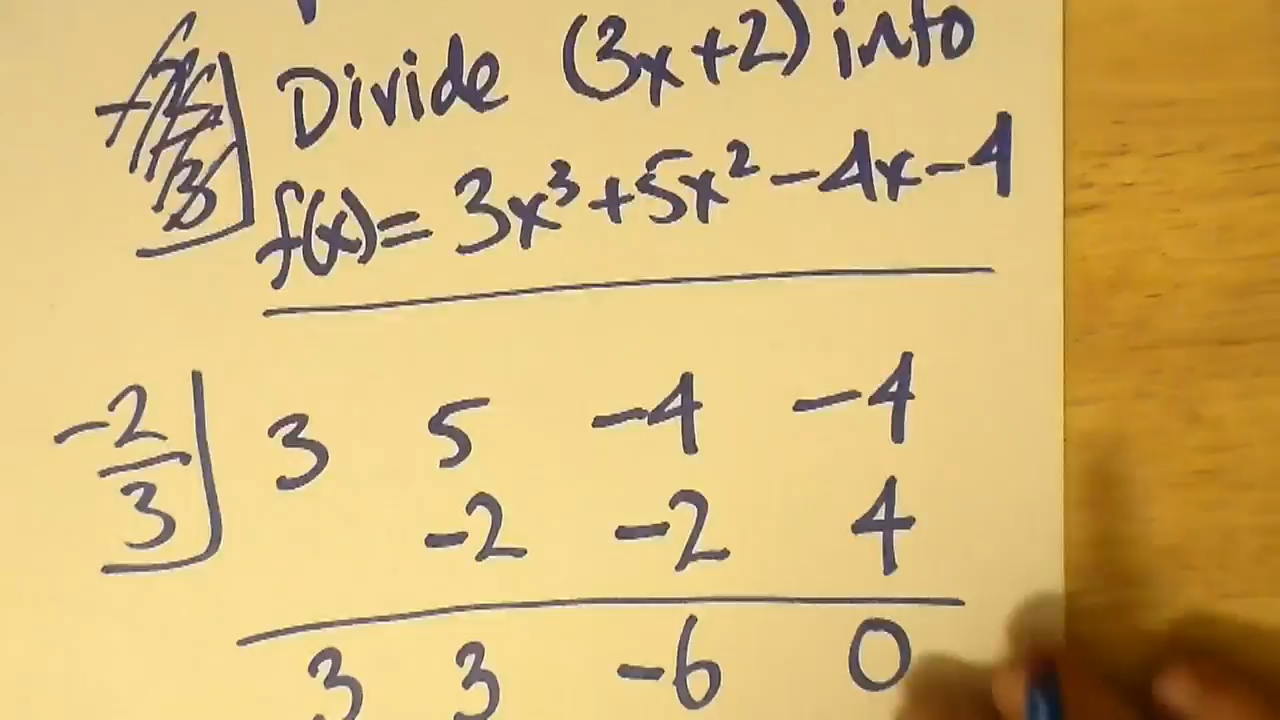 Divide (3x+2) into
f(x)= 3x³+5x²-4x-4
-2/3 3 5 -4 -4
-2 -2 4
3 3 -6 0